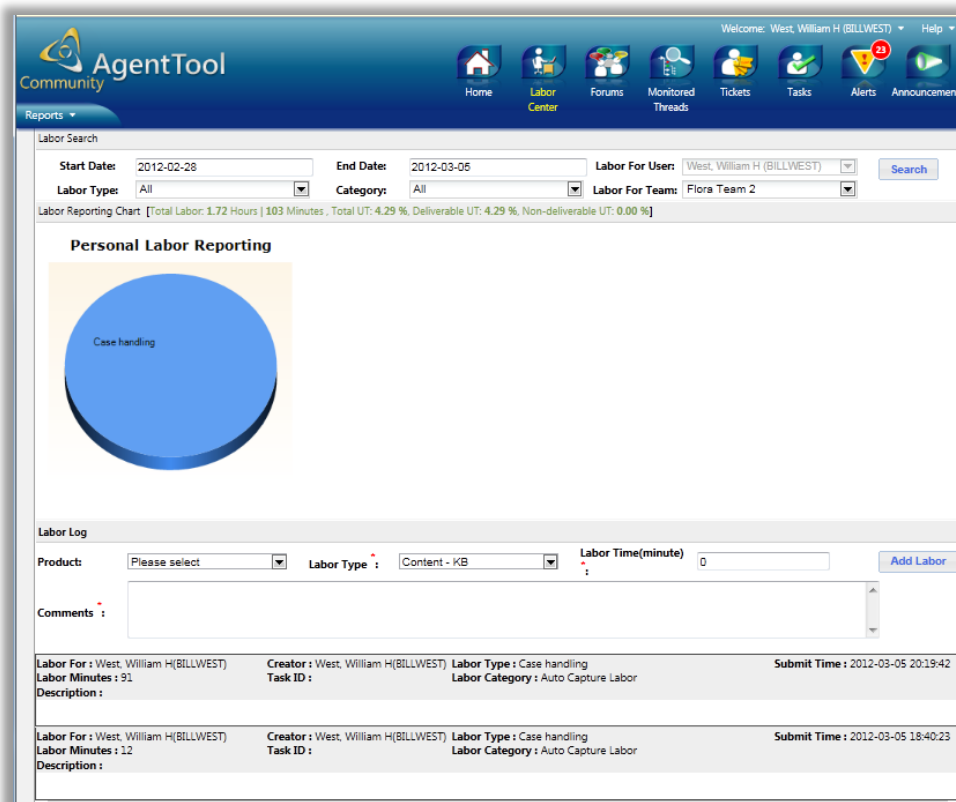 Welcome: West, William H (BILLWEST) Help
AgentTool
Community
23
Home Labor Center Forums Monitored Threads Tickets Tasks Alerts Announcemen
Reports
Labor Search
Start Date: 2012-02-28 End Date: 2012-03-05 Labor For User: West, William H (BILLWEST) Search
Labor Type: All Category: All Labor For Team: Flora Team 2
Labor Reporting Chart [Total Labor: 1.72 Hours | 103 Minutes , Total UT: 4.29 %, Deliverable UT: 4.29 %, Non-deliverable UT: 0.00 %]
Personal Labor Reporting
Case handling
Labor Log
Product: Please select Labor Type * : Content - KB Labor Time(minute) * : 0 Add Labor
Comments * :
Labor For : West, William H(BILLWEST) Creator : West, William H(BILLWEST) Labor Type : Case handling Submit Time : 2012-03-05 20:19:42
Labor Minutes : 91 Task ID : Labor Category : Auto Capture Labor
Description :
Labor For : West, William H(BILLWEST) Creator : West, William H(BILLWEST) Labor Type : Case handling Submit Time : 2012-03-05 18:40:23
Labor Minutes : 12 Task ID : Labor Category : Auto Capture Labor
Description :